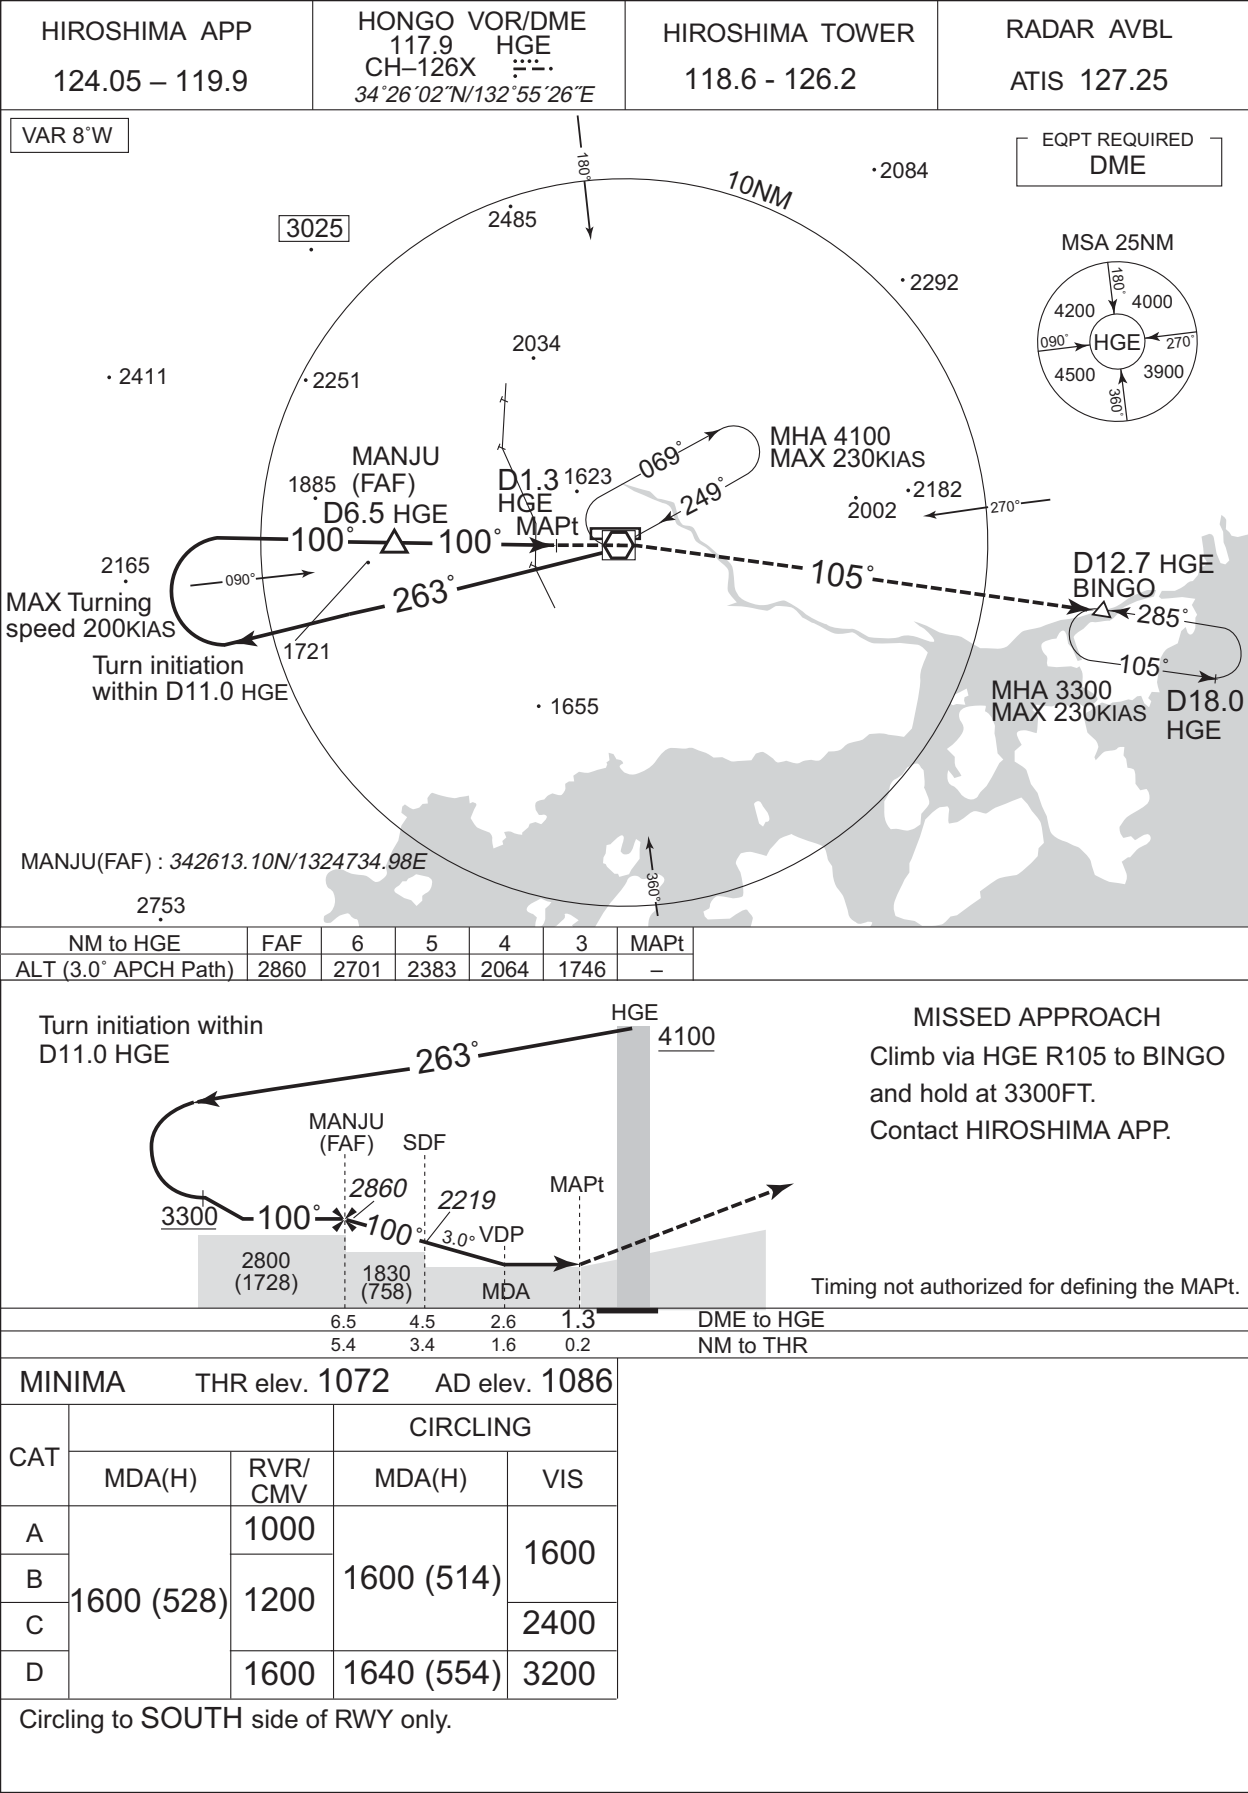 HIROSHIMA APP
124.05 – 119.9
HONGO VOR/DME
117.9 HGE
CH–126X
34˚26´02˝N/132˚55´26˝E
HIROSHIMA TOWER
118.6 - 126.2
RADAR AVBL
ATIS 127.25
VAR 8˚W
EQPT REQUIRED
DME
180˚
10NM
2084
2485
3025
MSA 25NM
180˚
4200
4000
090˚
HGE
270˚
4500
3900
360˚
2292
2034
2411
2251
MHA 4100
MAX 230KIAS
069˚
249˚
MANJU
(FAF)
D6.5 HGE
1885
D1.3
HGE
MAPt
1623
2182
2002
270˚
100˚
100˚
2165
090˚
263˚
105˚
D12.7 HGE
BINGO
285˚
105˚
MAX Turning
speed 200KIAS
Turn initiation
within D11.0 HGE
1721
1655
MHA 3300
MAX 230KIAS
D18.0
HGE
MANJU(FAF) : 342613.10N/1324734.98E
360˚
2753
NM to HGE FAF 6 5 4 3 MAPt
ALT (3.0˚ APCH Path) 2860 2701 2383 2064 1746 –
Turn initiation within
D11.0 HGE
263˚
HGE
4100
MANJU
(FAF)
SDF
MAPt
3300
100˚
2860
100˚
2219
3.0˚
VDP
2800
(1728)
1830
(758)
MDA
MISSED APPROACH
Climb via HGE R105 to BINGO
and hold at 3300FT.
Contact HIROSHIMA APP.
Timing not authorized for defining the MAPt.
6.5 4.5 2.6 1.3 DME to HGE
5.4 3.4 1.6 0.2 NM to THR
MINIMA THR elev. 1072 AD elev. 1086
CAT
CIRCLING
MDA(H)
RVR/
CMV
MDA(H)
VIS
A
B
C
D
1600 (528)
1000
1200
1600
1600 (514)
1640 (554)
1600
2400
3200
Circling to SOUTH side of RWY only.